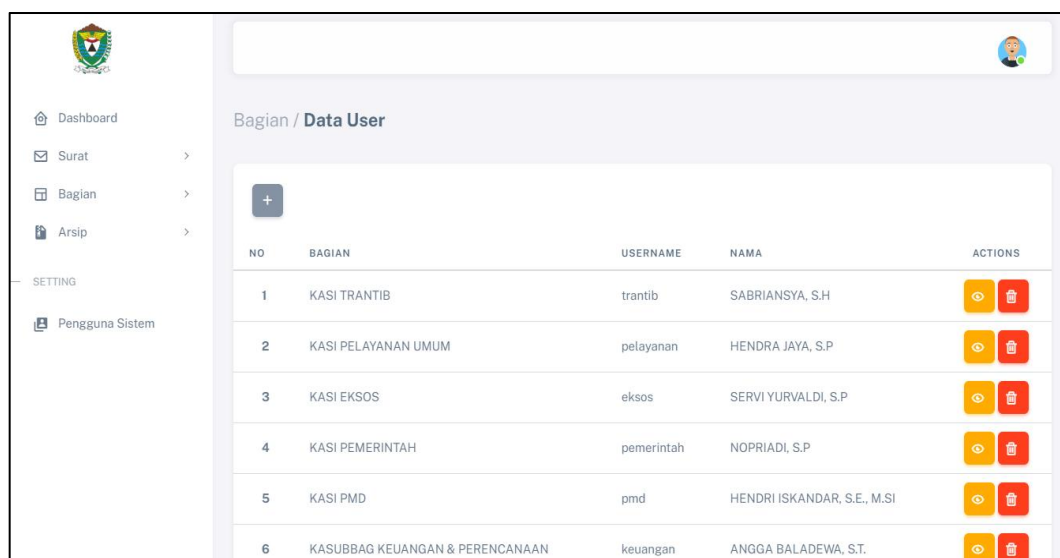 Dashboard
Surat
Bagian
Arsip
SETTING
Pengguna Sistem
Bagian / Data User
+
NO BAGIAN USERNAME NAMA ACTIONS
1 KASI TRANTIB trantib SABRIANSYA, S.H
2 KASI PELAYANAN UMUM pelayanan HENDRA JAYA, S.P
3 KASI EKSOS eksos SERVI YURVALDI, S.P
4 KASI PEMERINTAH pemerintah NOPRIADI, S.P
5 KASI PMD pmd HENDRI ISKANDAR, S.E., M.SI
6 KASUBBAG KEUANGAN & PERENCANAAN keuangan ANGGA BALADEWA, S.T.